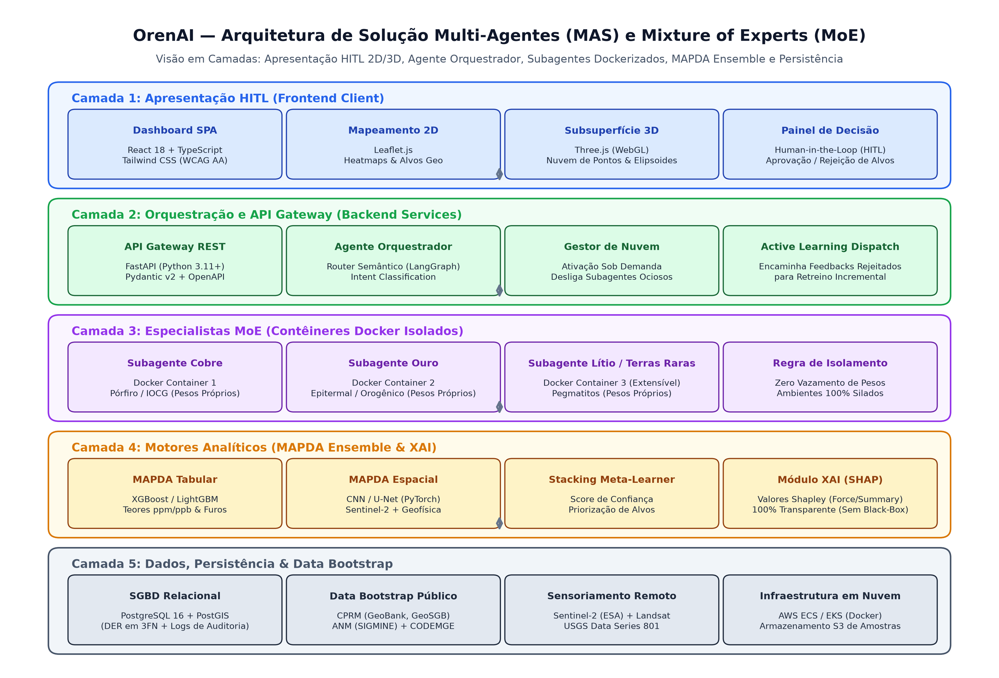 OrenAI — Arquitetura de Solução Multi-Agentes (MAS) e Mixture of Experts (MoE)
Visão em Camadas: Apresentação HITL 2D/3D, Agente Orquestrador, Subagentes Dockerizados, MAPDA Ensemble e Persistência
Camada 1: Apresentação HITL (Frontend Client)
Dashboard SPA
React 18 + TypeScript
Tailwind CSS (WCAG AA)
Mapeamento 2D
Leaflet.js
Heatmaps & Alvos Geo
Subsuperfície 3D
Three.js (WebGL)
Nuvem de Pontos & Elipsoides
Painel de Decisão
Human-in-the-Loop (HITL)
Aprovação / Rejeição de Alvos
Camada 2: Orquestração e API Gateway (Backend Services)
API Gateway REST
FastAPI (Python 3.11+)
Pydantic v2 + OpenAPI
Agente Orquestrador
Router Semântico (LangGraph)
Intent Classification
Gestor de Nuvem
Ativação Sob Demanda
Desliga Subagentes Ociosos
Active Learning Dispatch
Encaminha Feedbacks Rejeitados
para Retreino Incremental
Camada 3: Especialistas MoE (Contêineres Docker Isolados)
Subagente Cobre
Docker Container 1
Pórfiro / IOCG (Pesos Próprios)
Subagente Ouro
Docker Container 2
Epitermal / Orogênico (Pesos Próprios)
Subagente Lítio / Terras Raras
Docker Container 3 (Extensível)
Pegmatitos (Pesos Próprios)
Regra de Isolamento
Zero Vazamento de Pesos
Ambientes 100% Silados
Camada 4: Motores Analíticos (MAPDA Ensemble & XAI)
MAPDA Tabular
XGBoost / LightGBM
Teores ppm/ppb & Furos
MAPDA Espacial
CNN / U-Net (PyTorch)
Sentinel-2 + Geofísica
Stacking Meta-Learner
Score de Confiança
Priorização de Alvos
Módulo XAI (SHAP)
Valores Shapley (Force/Summary)
100% Transparente (Sem Black-Box)
Camada 5: Dados, Persistência & Data Bootstrap
SGBD Relacional
PostgreSQL 16 + PostGIS
(DER em 3FN + Logs de Auditoria)
Data Bootstrap Público
CPRM (GeoBank, GeoSGB)
ANM (SIGMINE) + CODEMGE
Sensoriamento Remoto
Sentinel-2 (ESA) + Landsat
USGS Data Series 801
Infraestrutura em Nuvem
AWS ECS / EKS (Docker)
Armazenamento S3 de Amostras